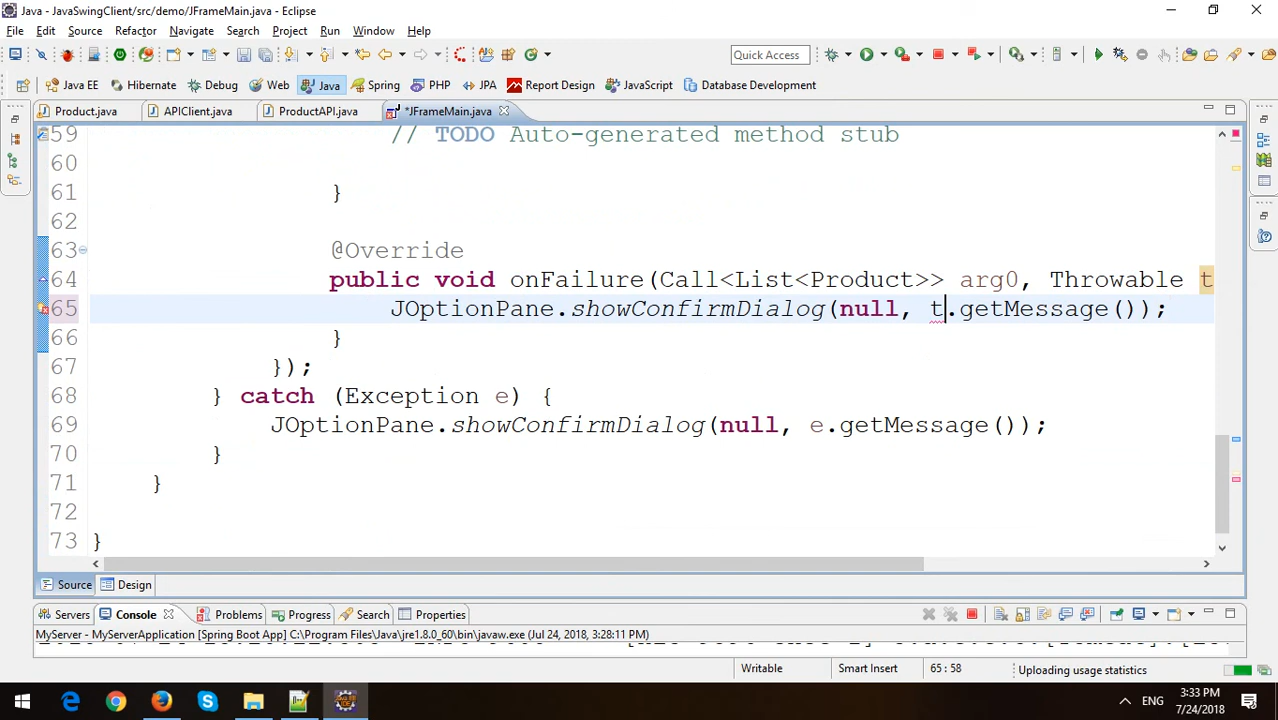 Java - JavaSwingClient/src/demo/JFrameMain.java - Eclipse
File Edit Source Refactor Navigate Search Project Run Window Help
Quick Access
Java EE Hibernate Debug Web Java Spring PHP JPA Report Design JavaScript Database Development
Product.java APIClient.java ProductAPI.java *JFrameMain.java
59 // TODO Auto-generated method stub
60
61 }
62
63 @Override
64 public void onFailure(Call<List<Product>> arg0, Throwable t
65 JOptionPane.showConfirmDialog(null, t.getMessage());
66 }
67 });
68 } catch (Exception e) {
69 JOptionPane.showConfirmDialog(null, e.getMessage());
70 }
71 }
72
73 }
Source Design
Servers Console Problems Progress Search Properties
MyServer - MyServerApplication [Spring Boot App] C:\Program Files\Java\jre1.8.0_60\bin\javaw.exe (Jul 24, 2018, 3:28:11 PM)
Writable Smart Insert 65 : 58 Uploading usage statistics
ENG 3:33 PM
7/24/2018